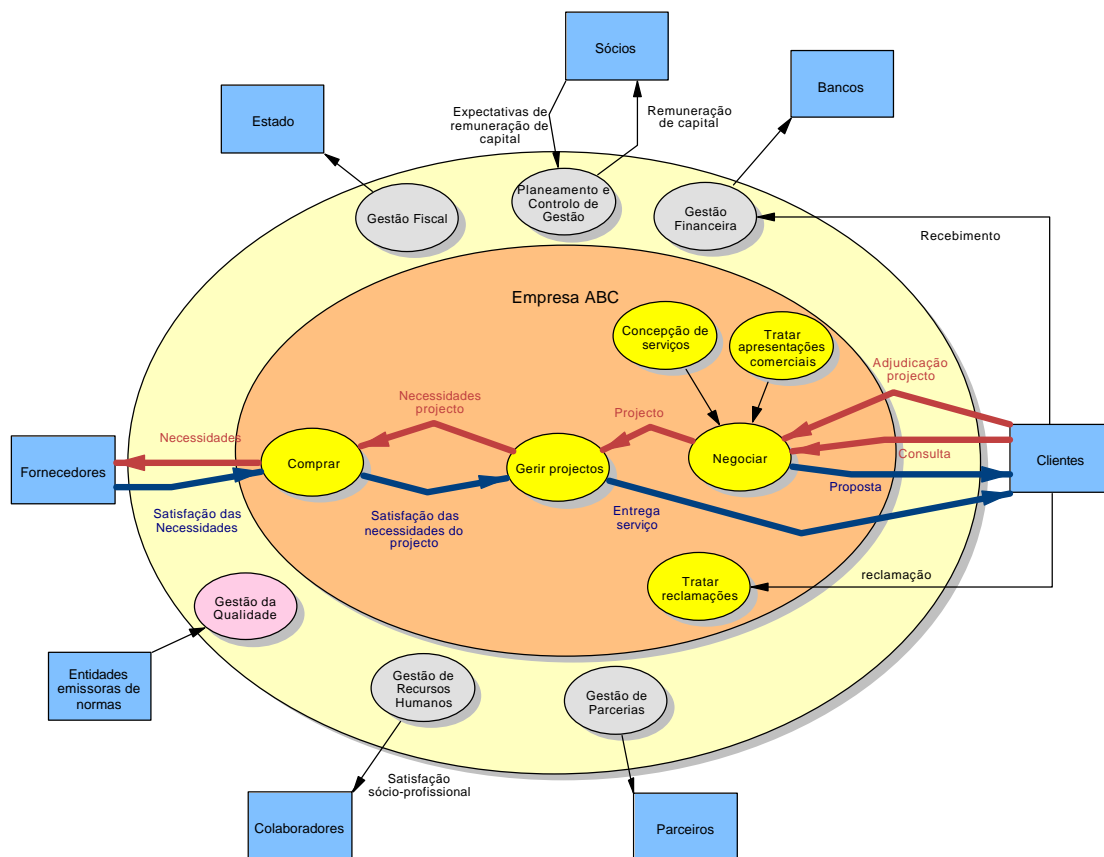 Sócios
Bancos
Estado
Expectativas de
remuneração de
capital
Remuneração
de capital
Planeamento e
Controlo de
Gestão
Gestão Fiscal
Gestão
Financeira
Recebimento
Empresa ABC
Concepção de
serviços
Tratar
apresentações
comerciais
Adjudicação
projecto
Necessidades
projecto
Projecto
Necessidades
Fornecedores
Comprar
Gerir projectos
Negociar
Consulta
Clientes
Proposta
Satisfação das
Necessidades
Satisfação das
necessidades do
projecto
Entrega
serviço
Tratar
reclamações
reclamação
Gestão da
Qualidade
Entidades
emissoras de
normas
Gestão de
Recursos
Humanos
Gestão de
Parcerias
Satisfação
sócio-profissional
Colaboradores
Parceiros